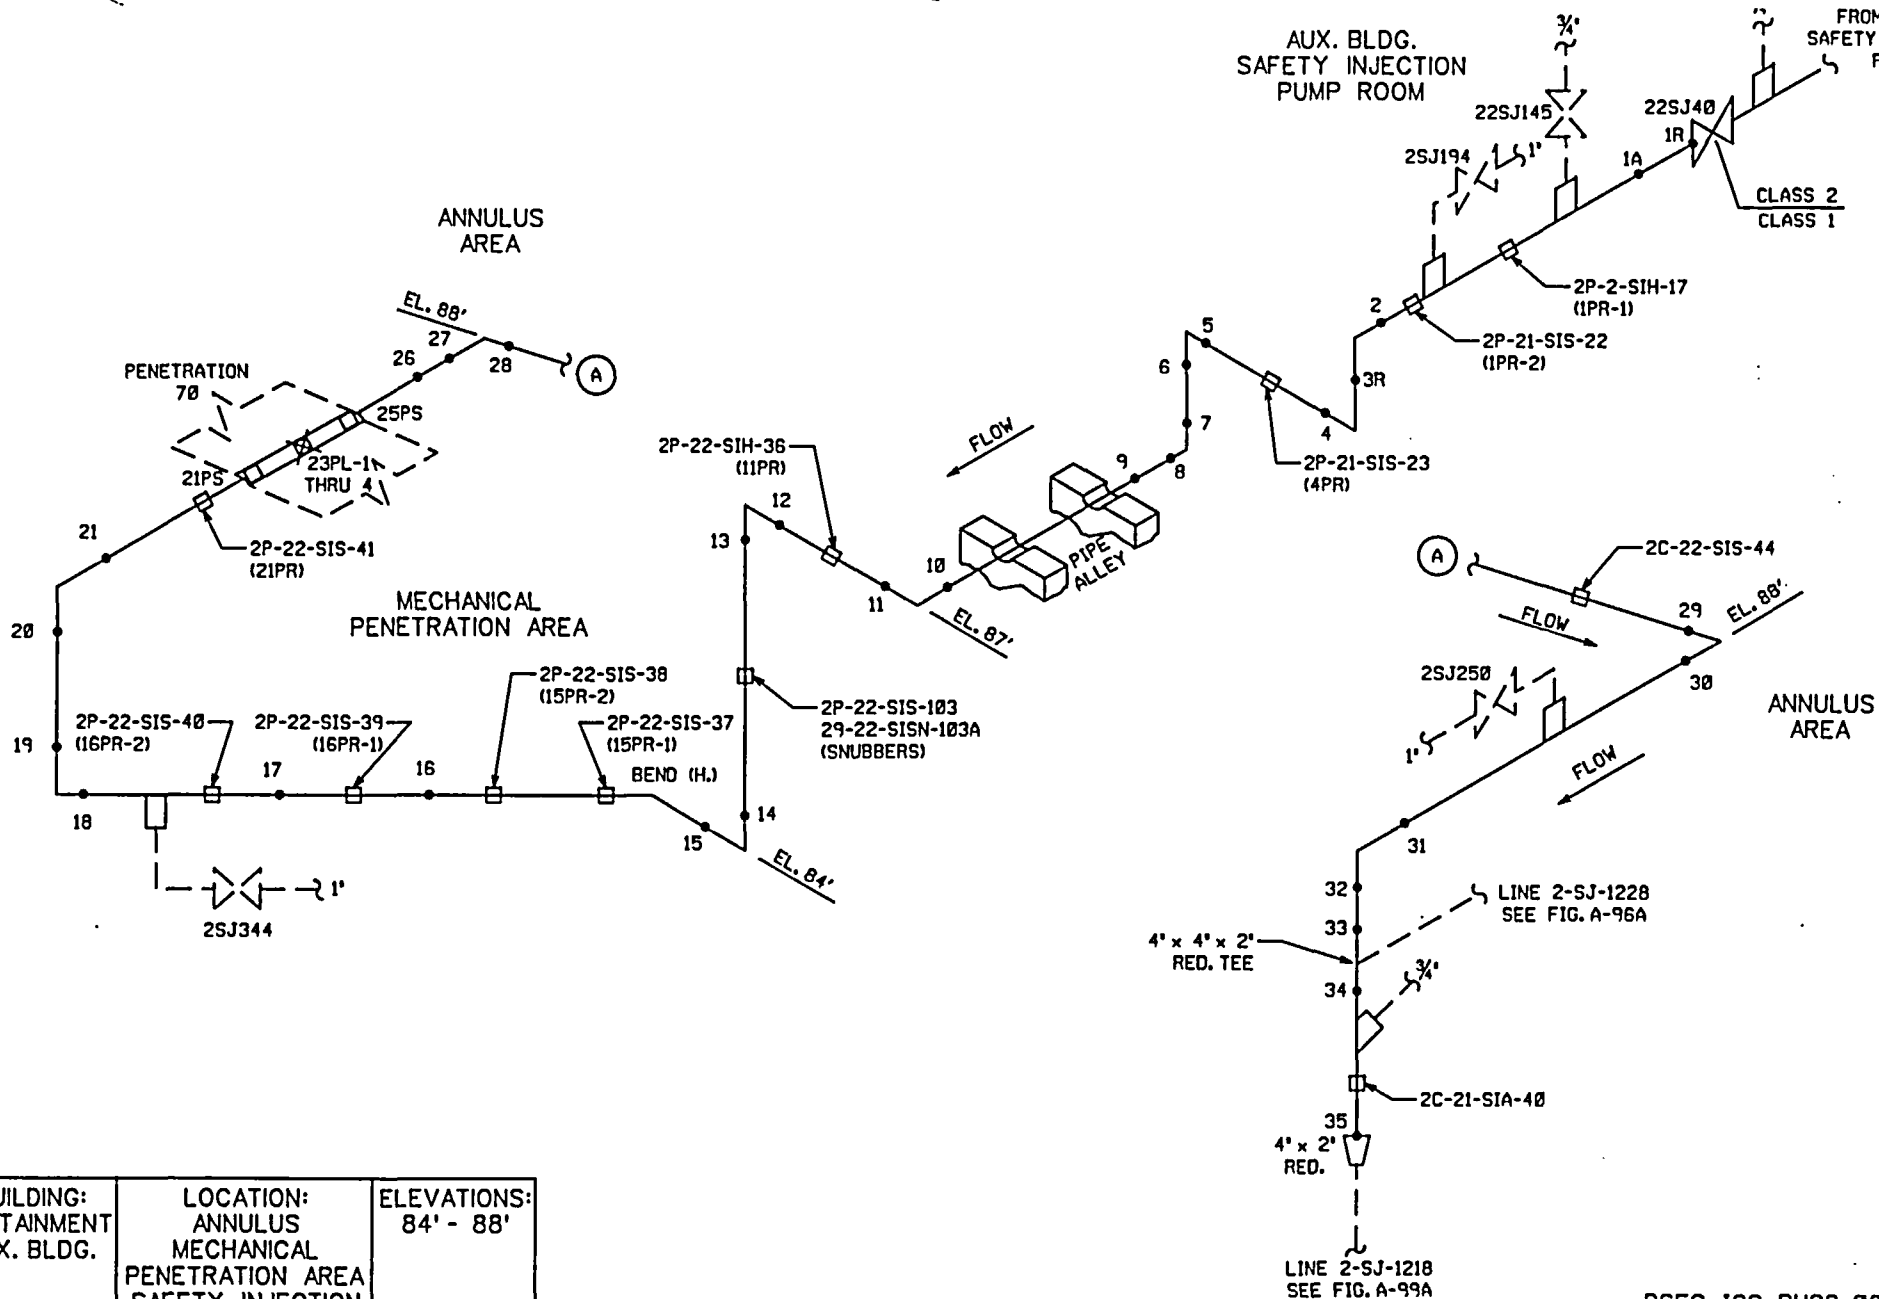 AUX. BLDG.
SAFETY INJECTION
PUMP ROOM
3/4"
FROM
SAFETY
22SJ145
22SJ40
1R
2SJ194
1"
1A
CLASS 2
CLASS 1
ANNULUS
AREA
2P-2-SIH-17
(1PR-1)
2
2P-21-SIS-22
(1PR-2)
3R
5
6
4
2P-21-SIS-23
(4PR)
7
8
9
FLOW
EL. 88'
27
26
28
A
PENETRATION
70
25PS
23PL-1
THRU 4
21PS
2P-22-SIH-36
(11PR)
12
13
PIPE
ALLEY
10
11
EL. 87'
21
2P-22-SIS-41
(21PR)
MECHANICAL
PENETRATION AREA
20
A
2C-22-SIS-44
29
EL. 88'
FLOW
30
2SJ250
ANNULUS
AREA
1"
FLOW
2P-22-SIS-38
(15PR-2)
2P-22-SIS-103
29-22-SISN-103A
(SNUBBERS)
2P-22-SIS-40
(16PR-2)
2P-22-SIS-39
(16PR-1)
2P-22-SIS-37
(15PR-1)
19
17
16
BEND (H.)
18
15
14
EL. 84'
1"
2SJ344
31
32
LINE 2-SJ-1228
SEE FIG. A-96A
33
4" x 4" x 2"
RED. TEE
3/4"
34
2C-21-SIA-40
35
4" x 2"
RED.
LINE 2-SJ-1218
SEE FIG. A-99A
UILDING:
TAINMENT
X. BLDG.
LOCATION:
ANNULUS
MECHANICAL
PENETRATION AREA
SAFETY INJECTION
ELEVATIONS:
84' - 88'